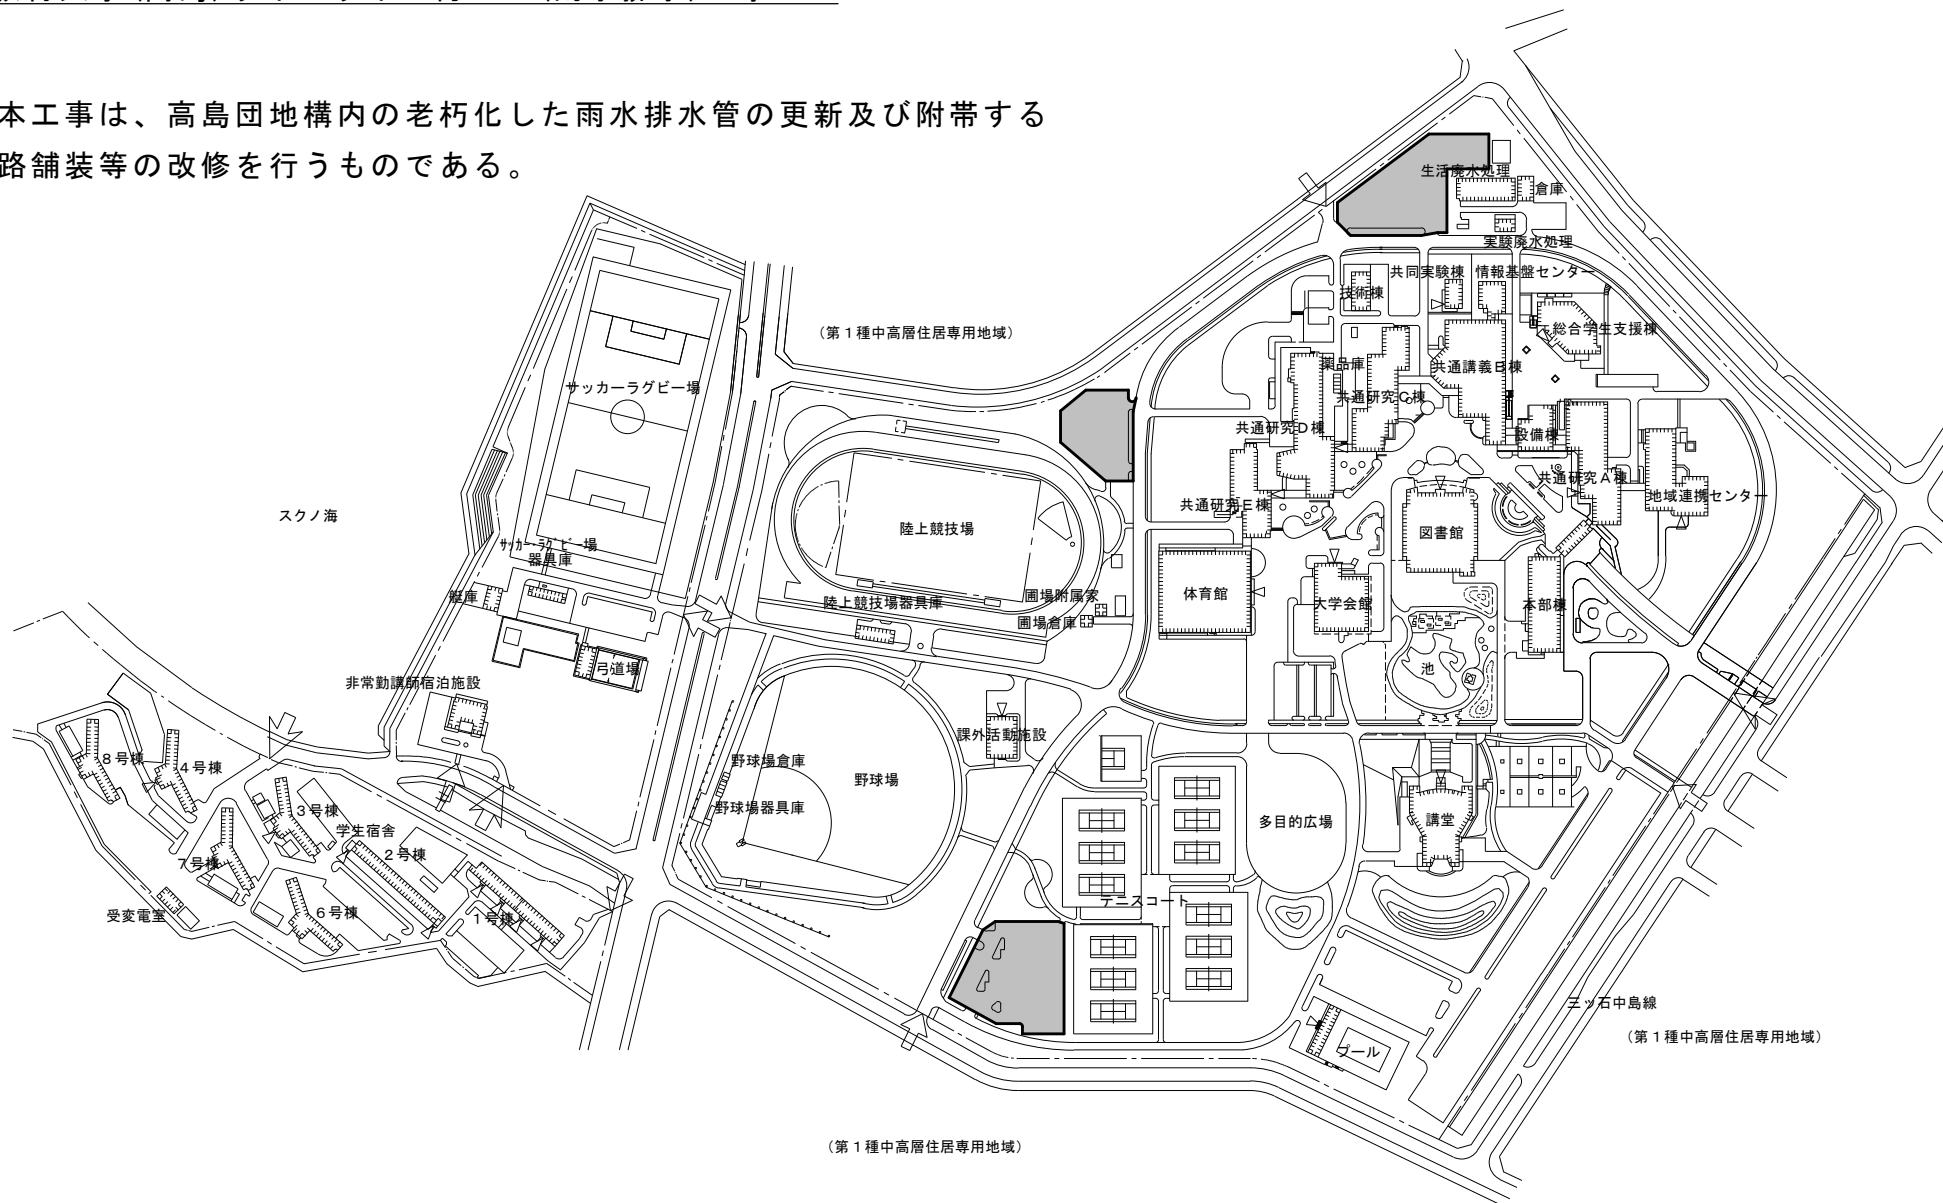 本工事は、高島団地構内の老朽化した雨水排水管の更新及び附帯する
路舗装等の改修を行うものである。
生活廃水処理
倉庫
実験廃水処理
共同実験棟
情報基盤センター
技術棟
（第１種中高層住居専用地域）
総合学生支援棟
薬品庫
共通講義Ｂ棟
サッカーラグビー場
共通研究Ｃ棟
共通研究Ｄ棟
設備棟
共通研究Ａ棟
地域連携センター
共通研究Ｅ棟
スクノ海
陸上競技場
図書館
ｻｯｶｰ･ﾗｸﾞﾋﾞｰ場
器具庫
艇庫
陸上競技場器具庫
圃場附属家
圃場倉庫
体育館
大学会館
本部棟
弓道場
池
非常勤講師宿泊施設
課外活動施設
８号棟
４号棟
野球場倉庫
野球場
野球場器具庫
３号棟
学生宿舎
２号棟
７号棟
多目的広場
講堂
テニスコート
受変電室
６号棟
１号棟
三ッ石中島線
（第１種中高層住居専用地域）
プール
（第１種中高層住居専用地域）